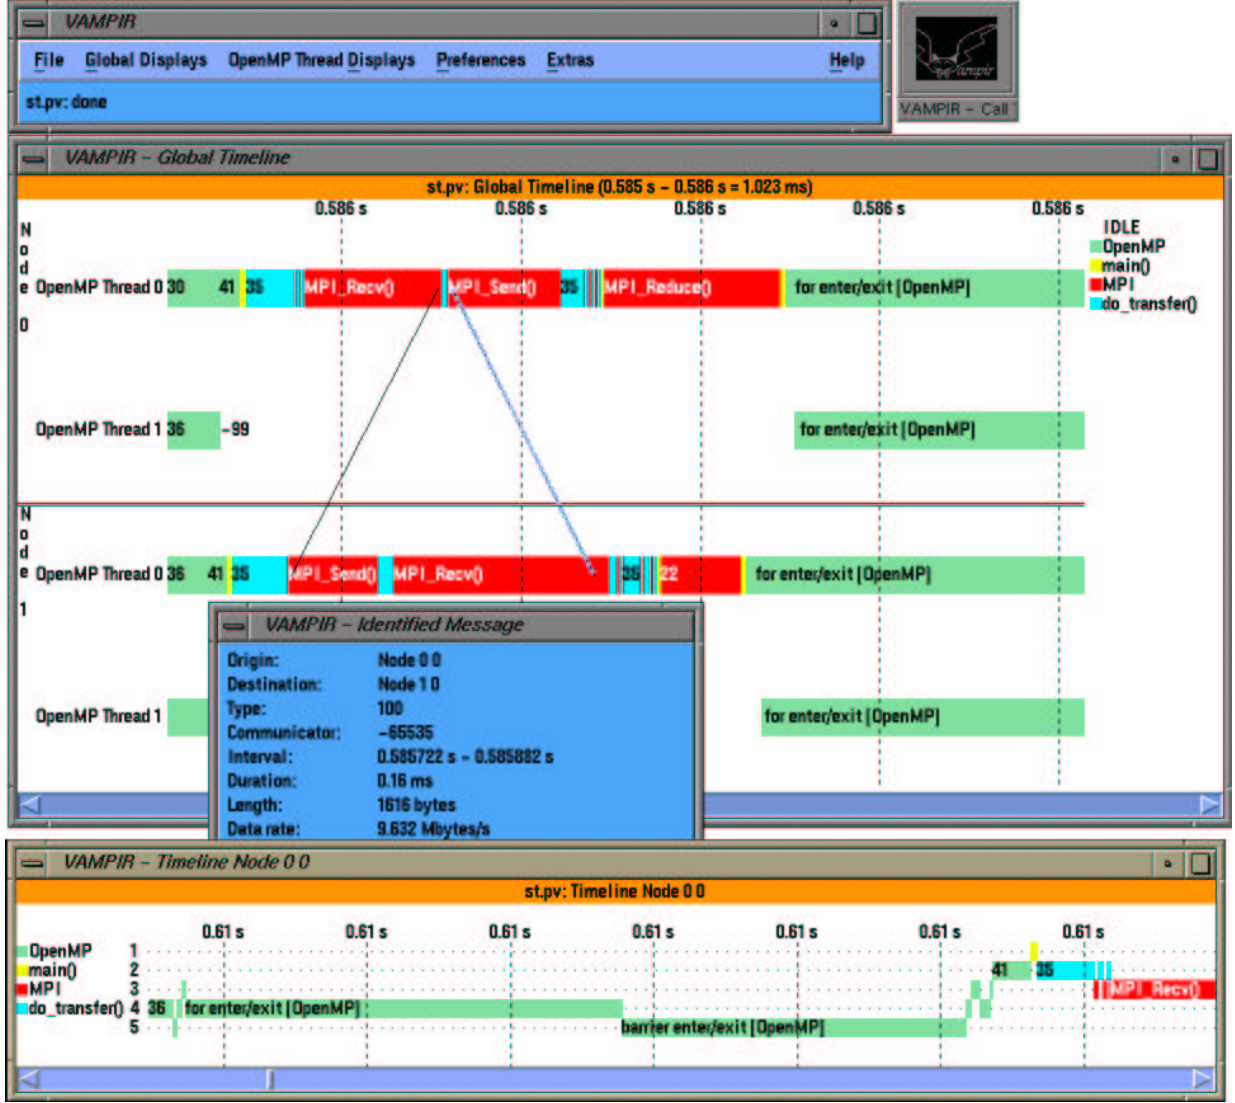 VAMPIR
File Global Displays OpenMP Thread Displays Preferences Extras Help
st.pv: done
Vampir
VAMPIR - Call
VAMPIR - Global Timeline
st.pv: Global Timeline (0.585 s - 0.586 s = 1.023 ms)
0.586 s 0.586 s 0.586 s 0.586 s 0.586 s
IDLE
OpenMP
main()
MPI
do_transfer()
Node 0
OpenMP Thread 0 30 41 35 MPI_Recv() MPI_Send() 35 MPI_Reduce() for enter/exit [OpenMP]
OpenMP Thread 1 36 -99 for enter/exit [OpenMP]
Node 1
OpenMP Thread 0 36 41 35 MPI_Send() MPI_Recv() 35 22 for enter/exit [OpenMP]
OpenMP Thread 1 for enter/exit [OpenMP]
VAMPIR - Identified Message
Origin: Node 0 0
Destination: Node 1 0
Type: 100
Communicator: -65535
Interval: 0.585722 s - 0.585882 s
Duration: 0.16 ms
Length: 1616 bytes
Data rate: 9.632 Mbytes/s
VAMPIR - Timeline Node 0 0
st.pv: Timeline Node 0 0
0.61 s 0.61 s 0.61 s 0.61 s 0.61 s 0.61 s 0.61 s
OpenMP 1
main() 2 41 35
MPI 3 MPI_Recv()
do_transfer() 4 36 for enter/exit [OpenMP]
5 barrier enter/exit [OpenMP]